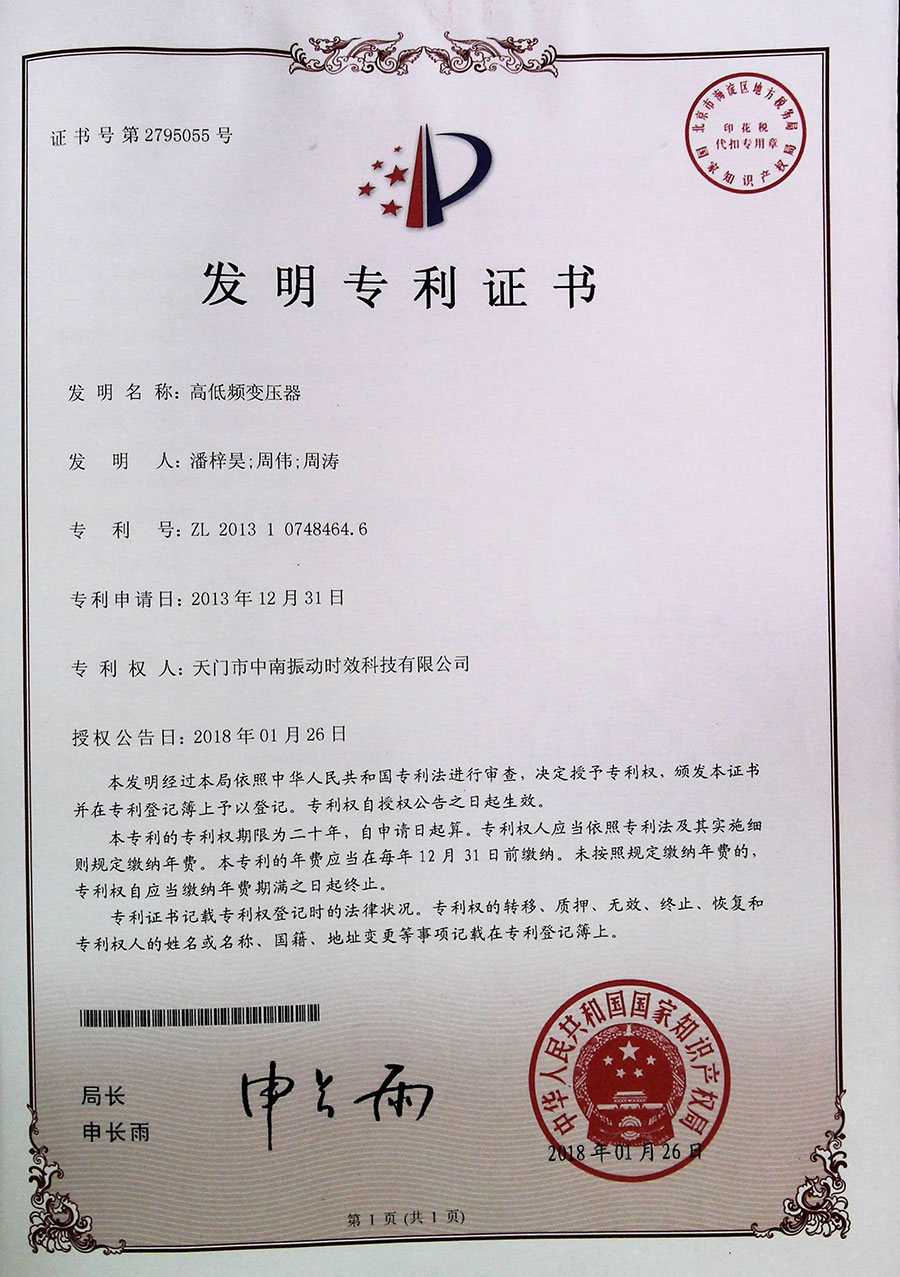 证书号第2795055号
北京市海淀区地方税务局
印花税
代扣专用章
国家知识产权局
发明专利证书
发明名称：高低频变压器
发明人：潘梓昊;周伟;周涛
专利号：ZL 2013 1 0748464.6
专利申请日：2013年12月31日
专利权人：天门市中南振动时效科技有限公司
授权公告日：2018年01月26日
本发明经过本局依照中华人民共和国专利法进行审查，决定授予专利权，颁发本证书
并在专利登记簿上予以登记。专利权自授权公告之日起生效。
本专利的专利权期限为二十年，自申请日起算。专利权人应当依照专利法及其实施细
则规定缴纳年费。本专利的年费应当在每年12月31日前缴纳。未按照规定缴纳年费的，
专利权自应当缴纳年费期满之日起终止。
专利证书记载专利权登记时的法律状况。专利权的转移、质押、无效、终止、恢复和
专利权人的姓名或名称、国籍、地址变更等事项记载在专利登记簿上。
局长
申长雨
申长雨
中华人民共和国国家知识产权局
2018年01月26日
第1页(共1页)